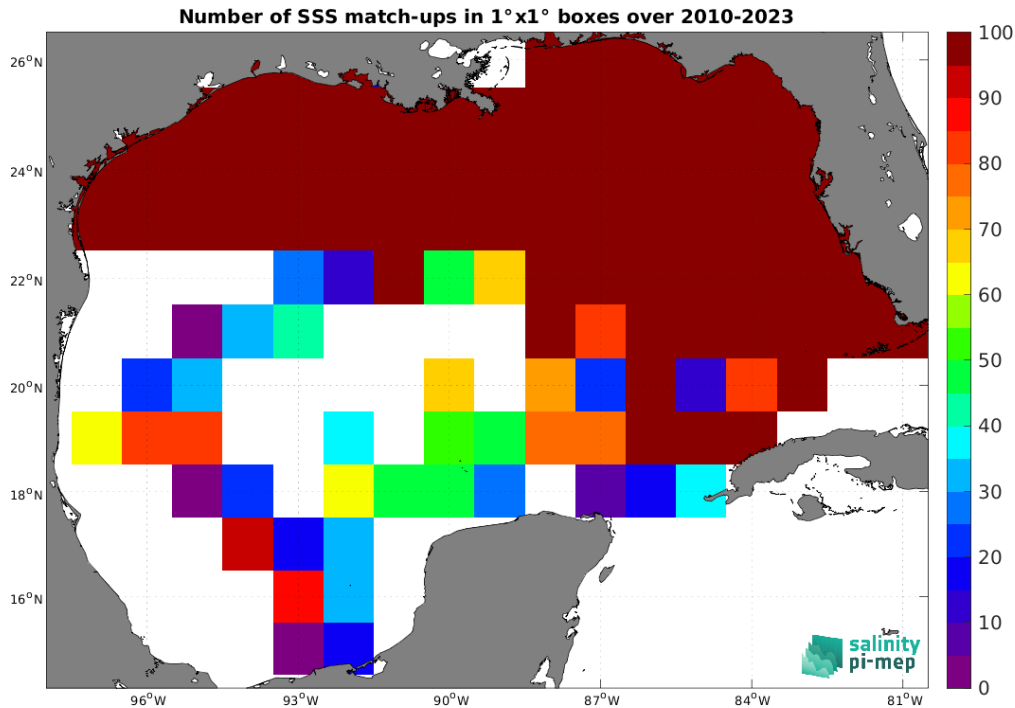 Number of SSS match-ups in 1°x1° boxes over 2010-2023
26°N
24°N
22°N
20°N
18°N
16°N
96°W
93°W
90°W
87°W
84°W
81°W
100
90
80
70
60
50
40
30
20
10
0
salinity
pi-mep